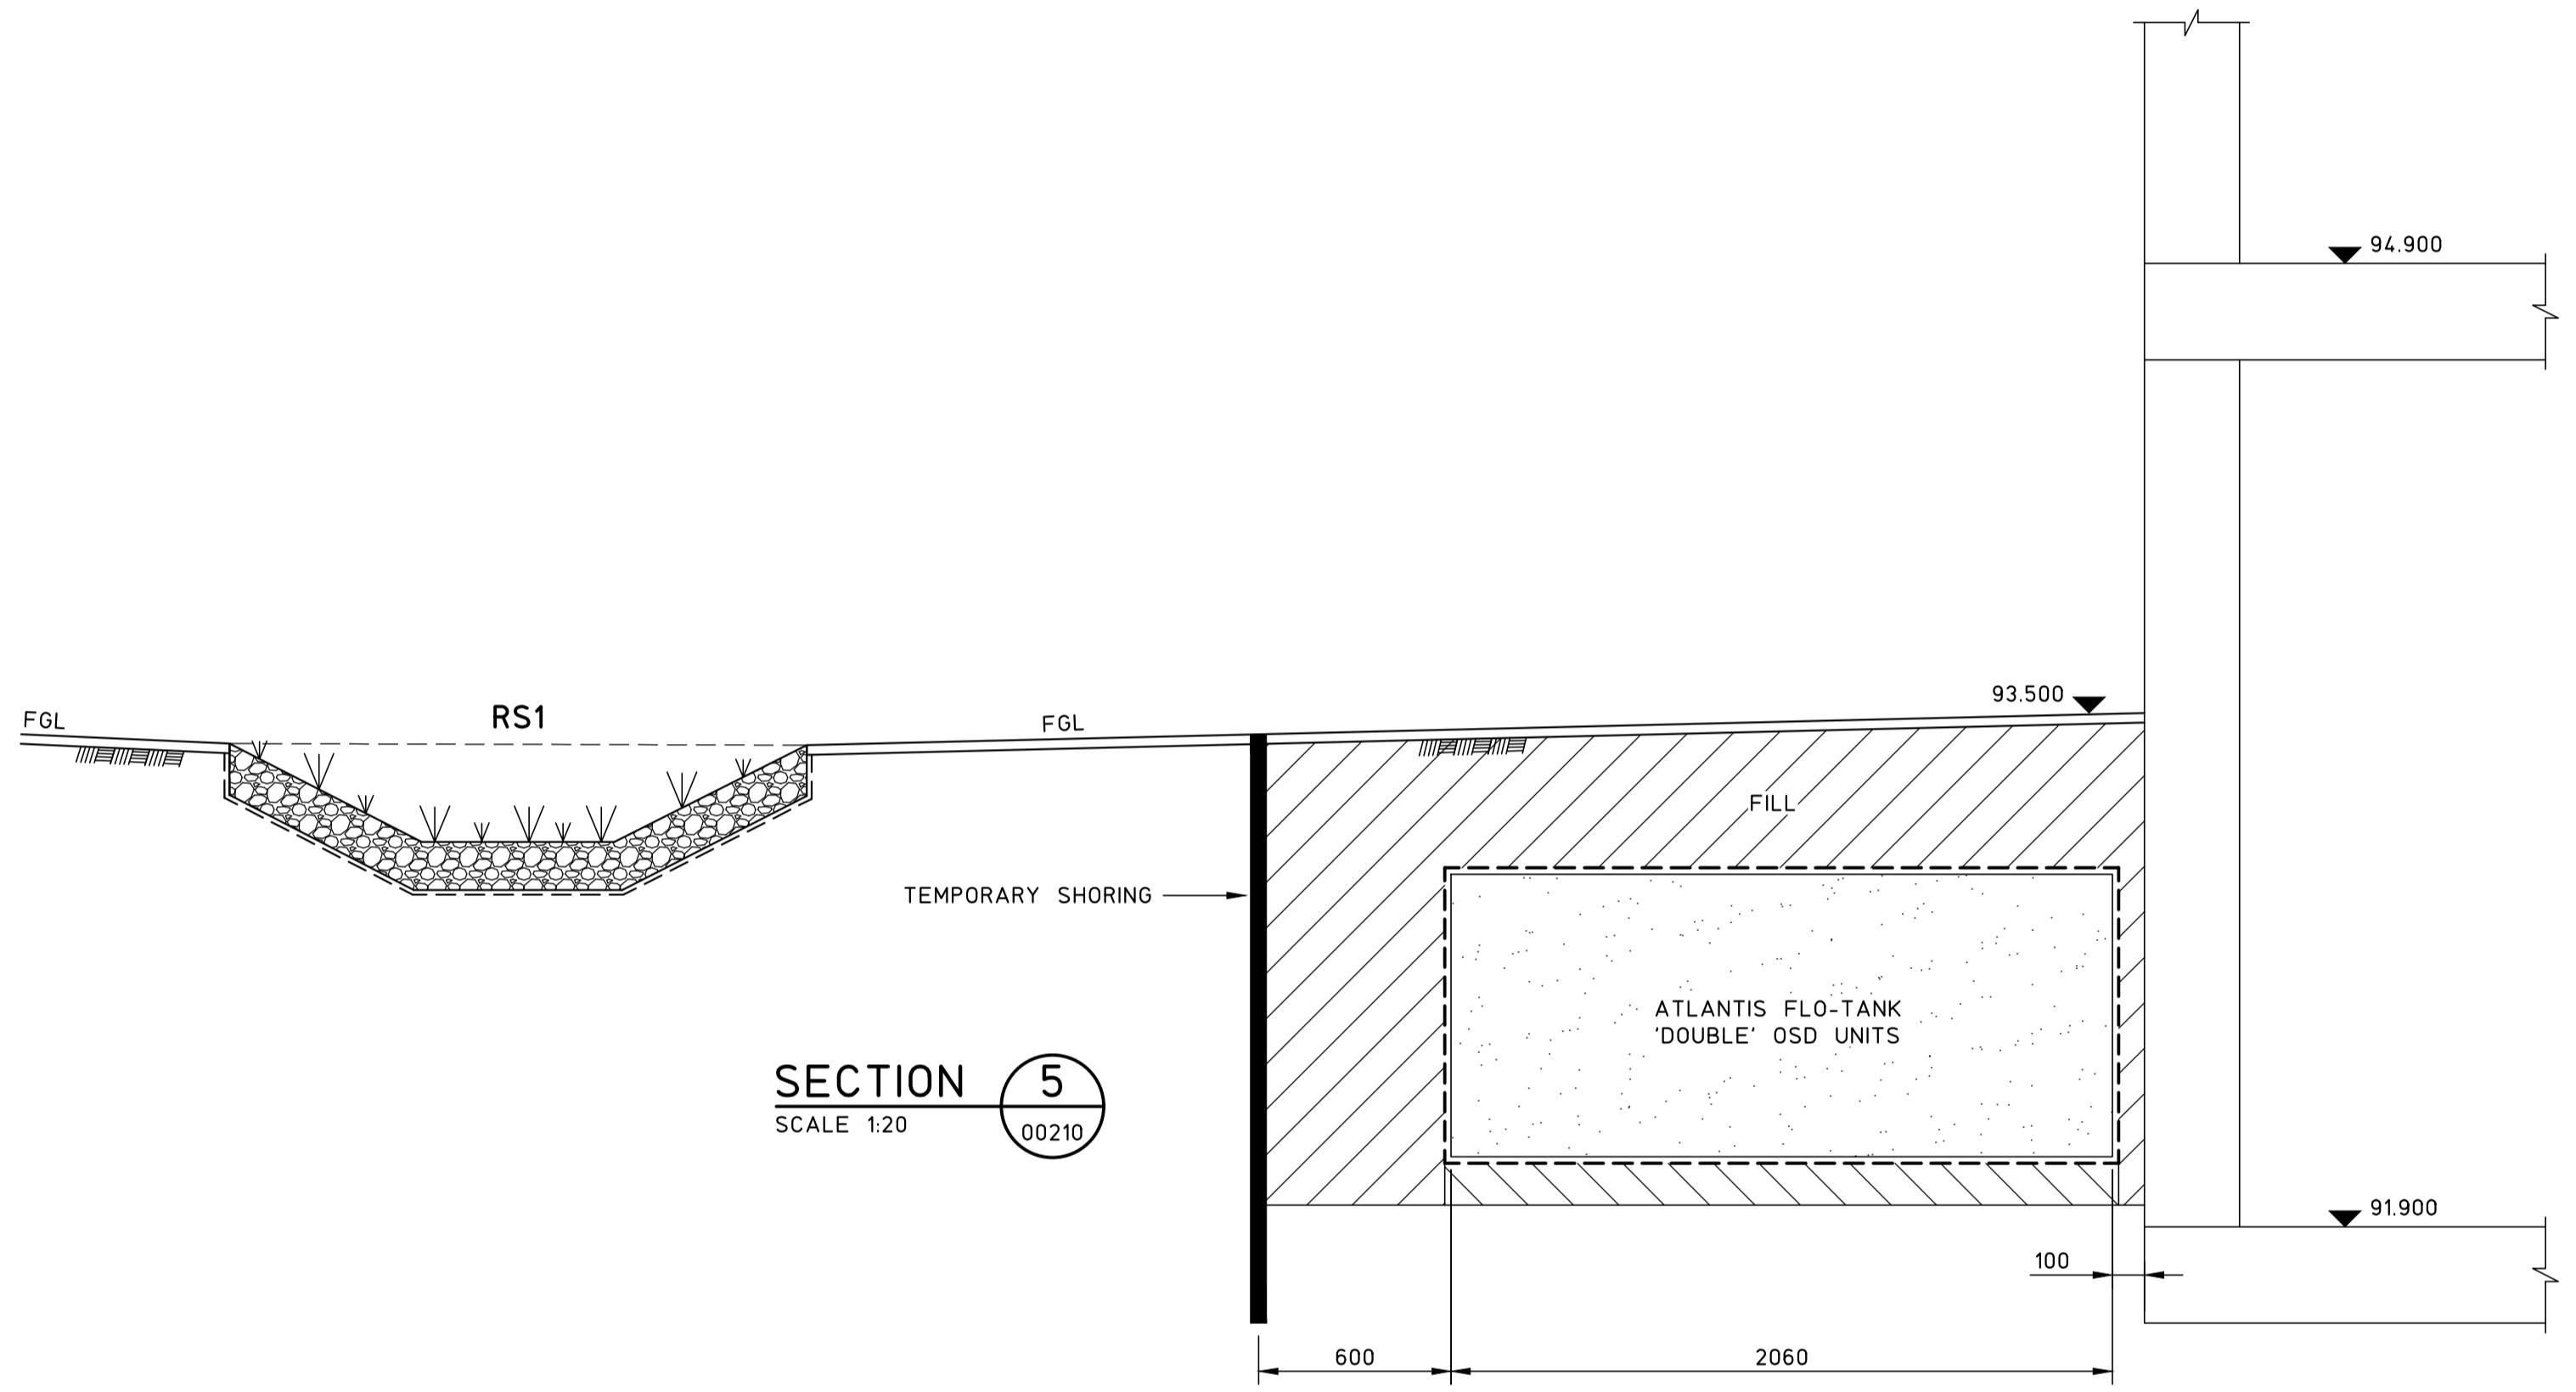 94.900
93.500
RS1
FGL
FGL
FILL
TEMPORARY SHORING
ATLANTIS FLO-TANK
'DOUBLE' OSD UNITS
SECTION 5
SCALE 1:20 00210
91.900
100
600
2060